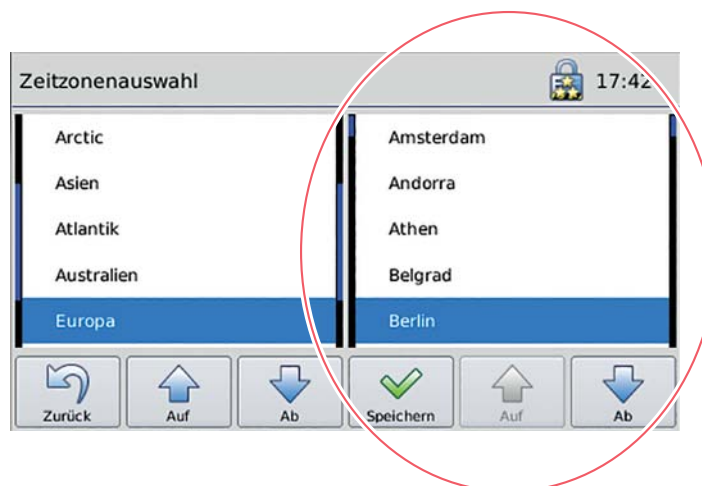 Zeitzonenauswahl
17:42
Arctic
Asien
Atlantik
Australien
Europa
Amsterdam
Andorra
Athen
Belgrad
Berlin
Zurück
Auf
Ab
Speichern
Auf
Ab